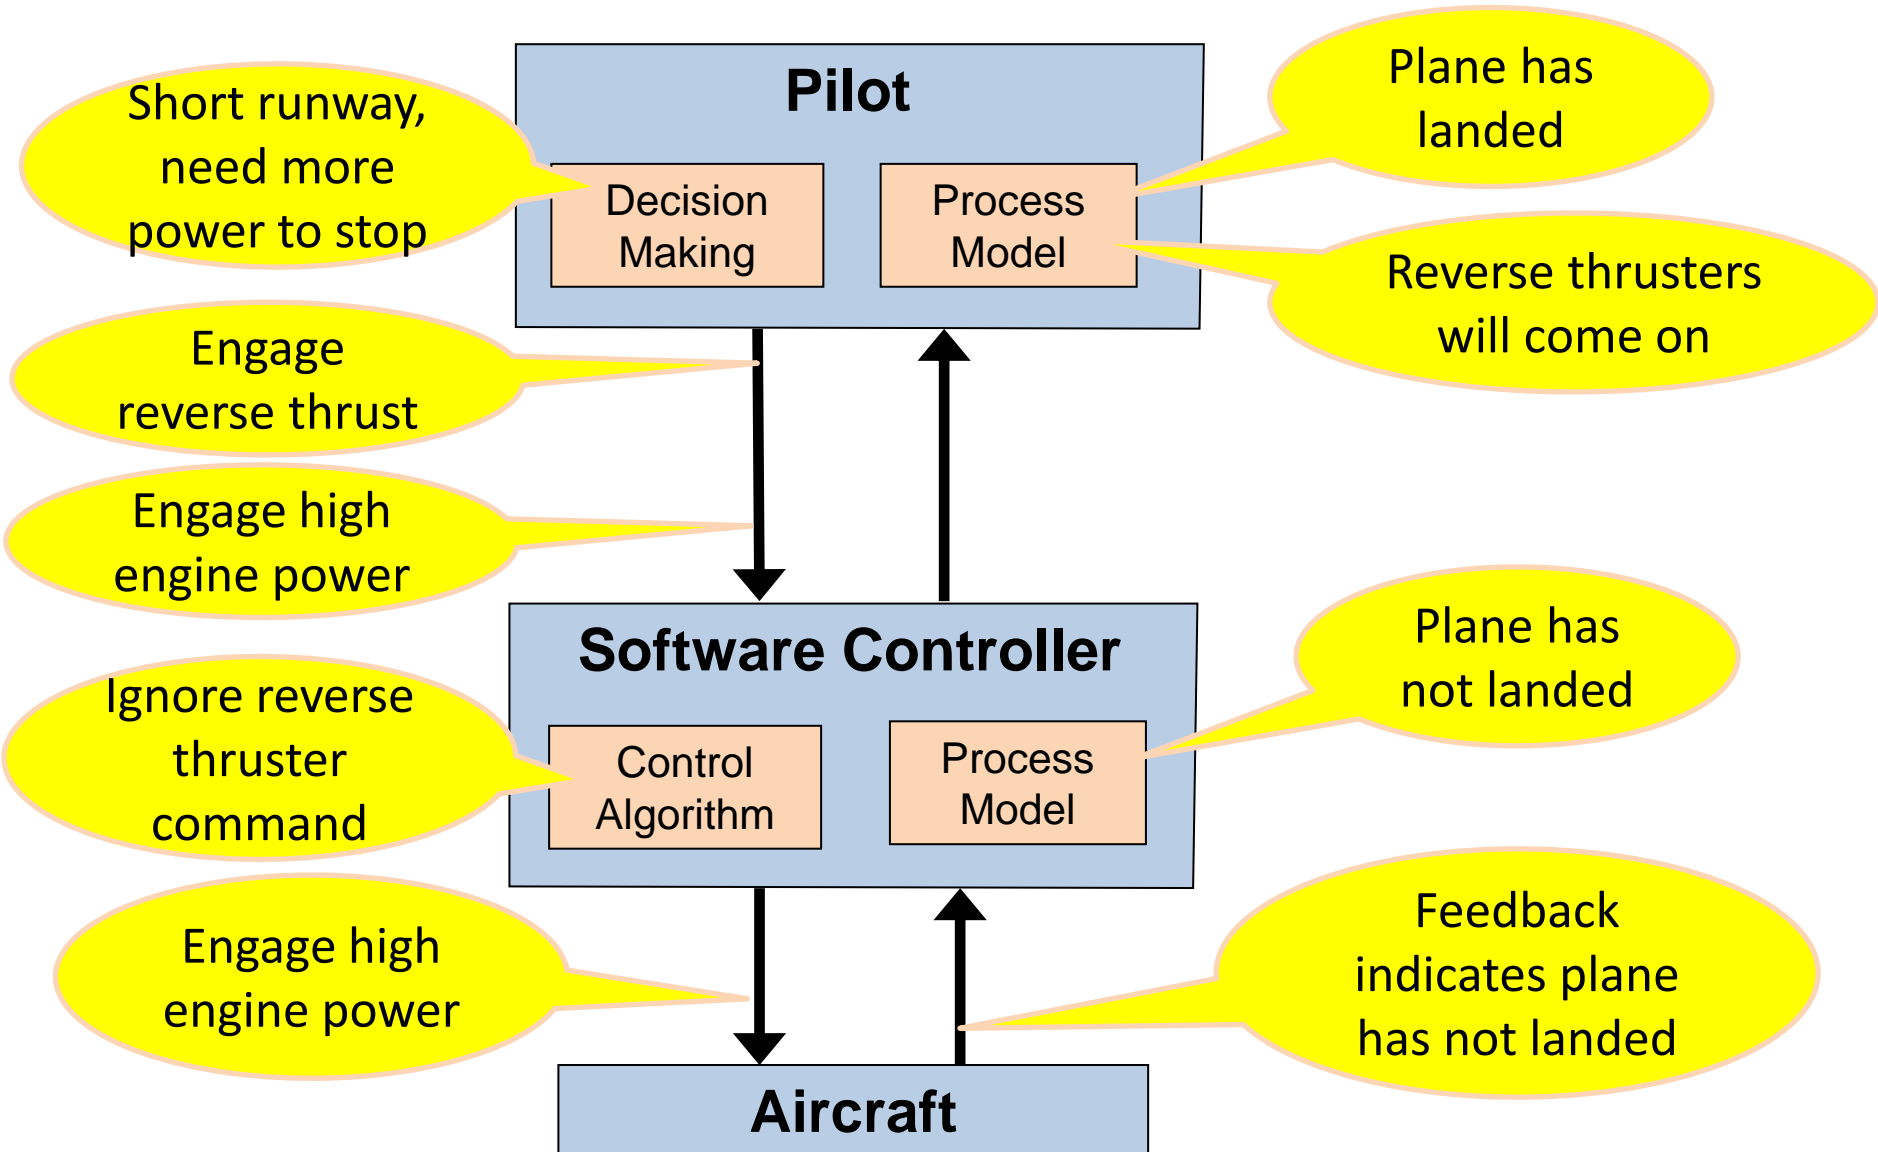 Pilot
Short runway,
need more
power to stop
Decision
Making
Process
Model
Plane has
landed
Reverse thrusters
will come on
Engage
reverse thrust
Engage high
engine power
Software Controller
Ignore reverse
thruster
command
Control
Algorithm
Process
Model
Plane has
not landed
Engage high
engine power
Feedback
indicates plane
has not landed
Aircraft